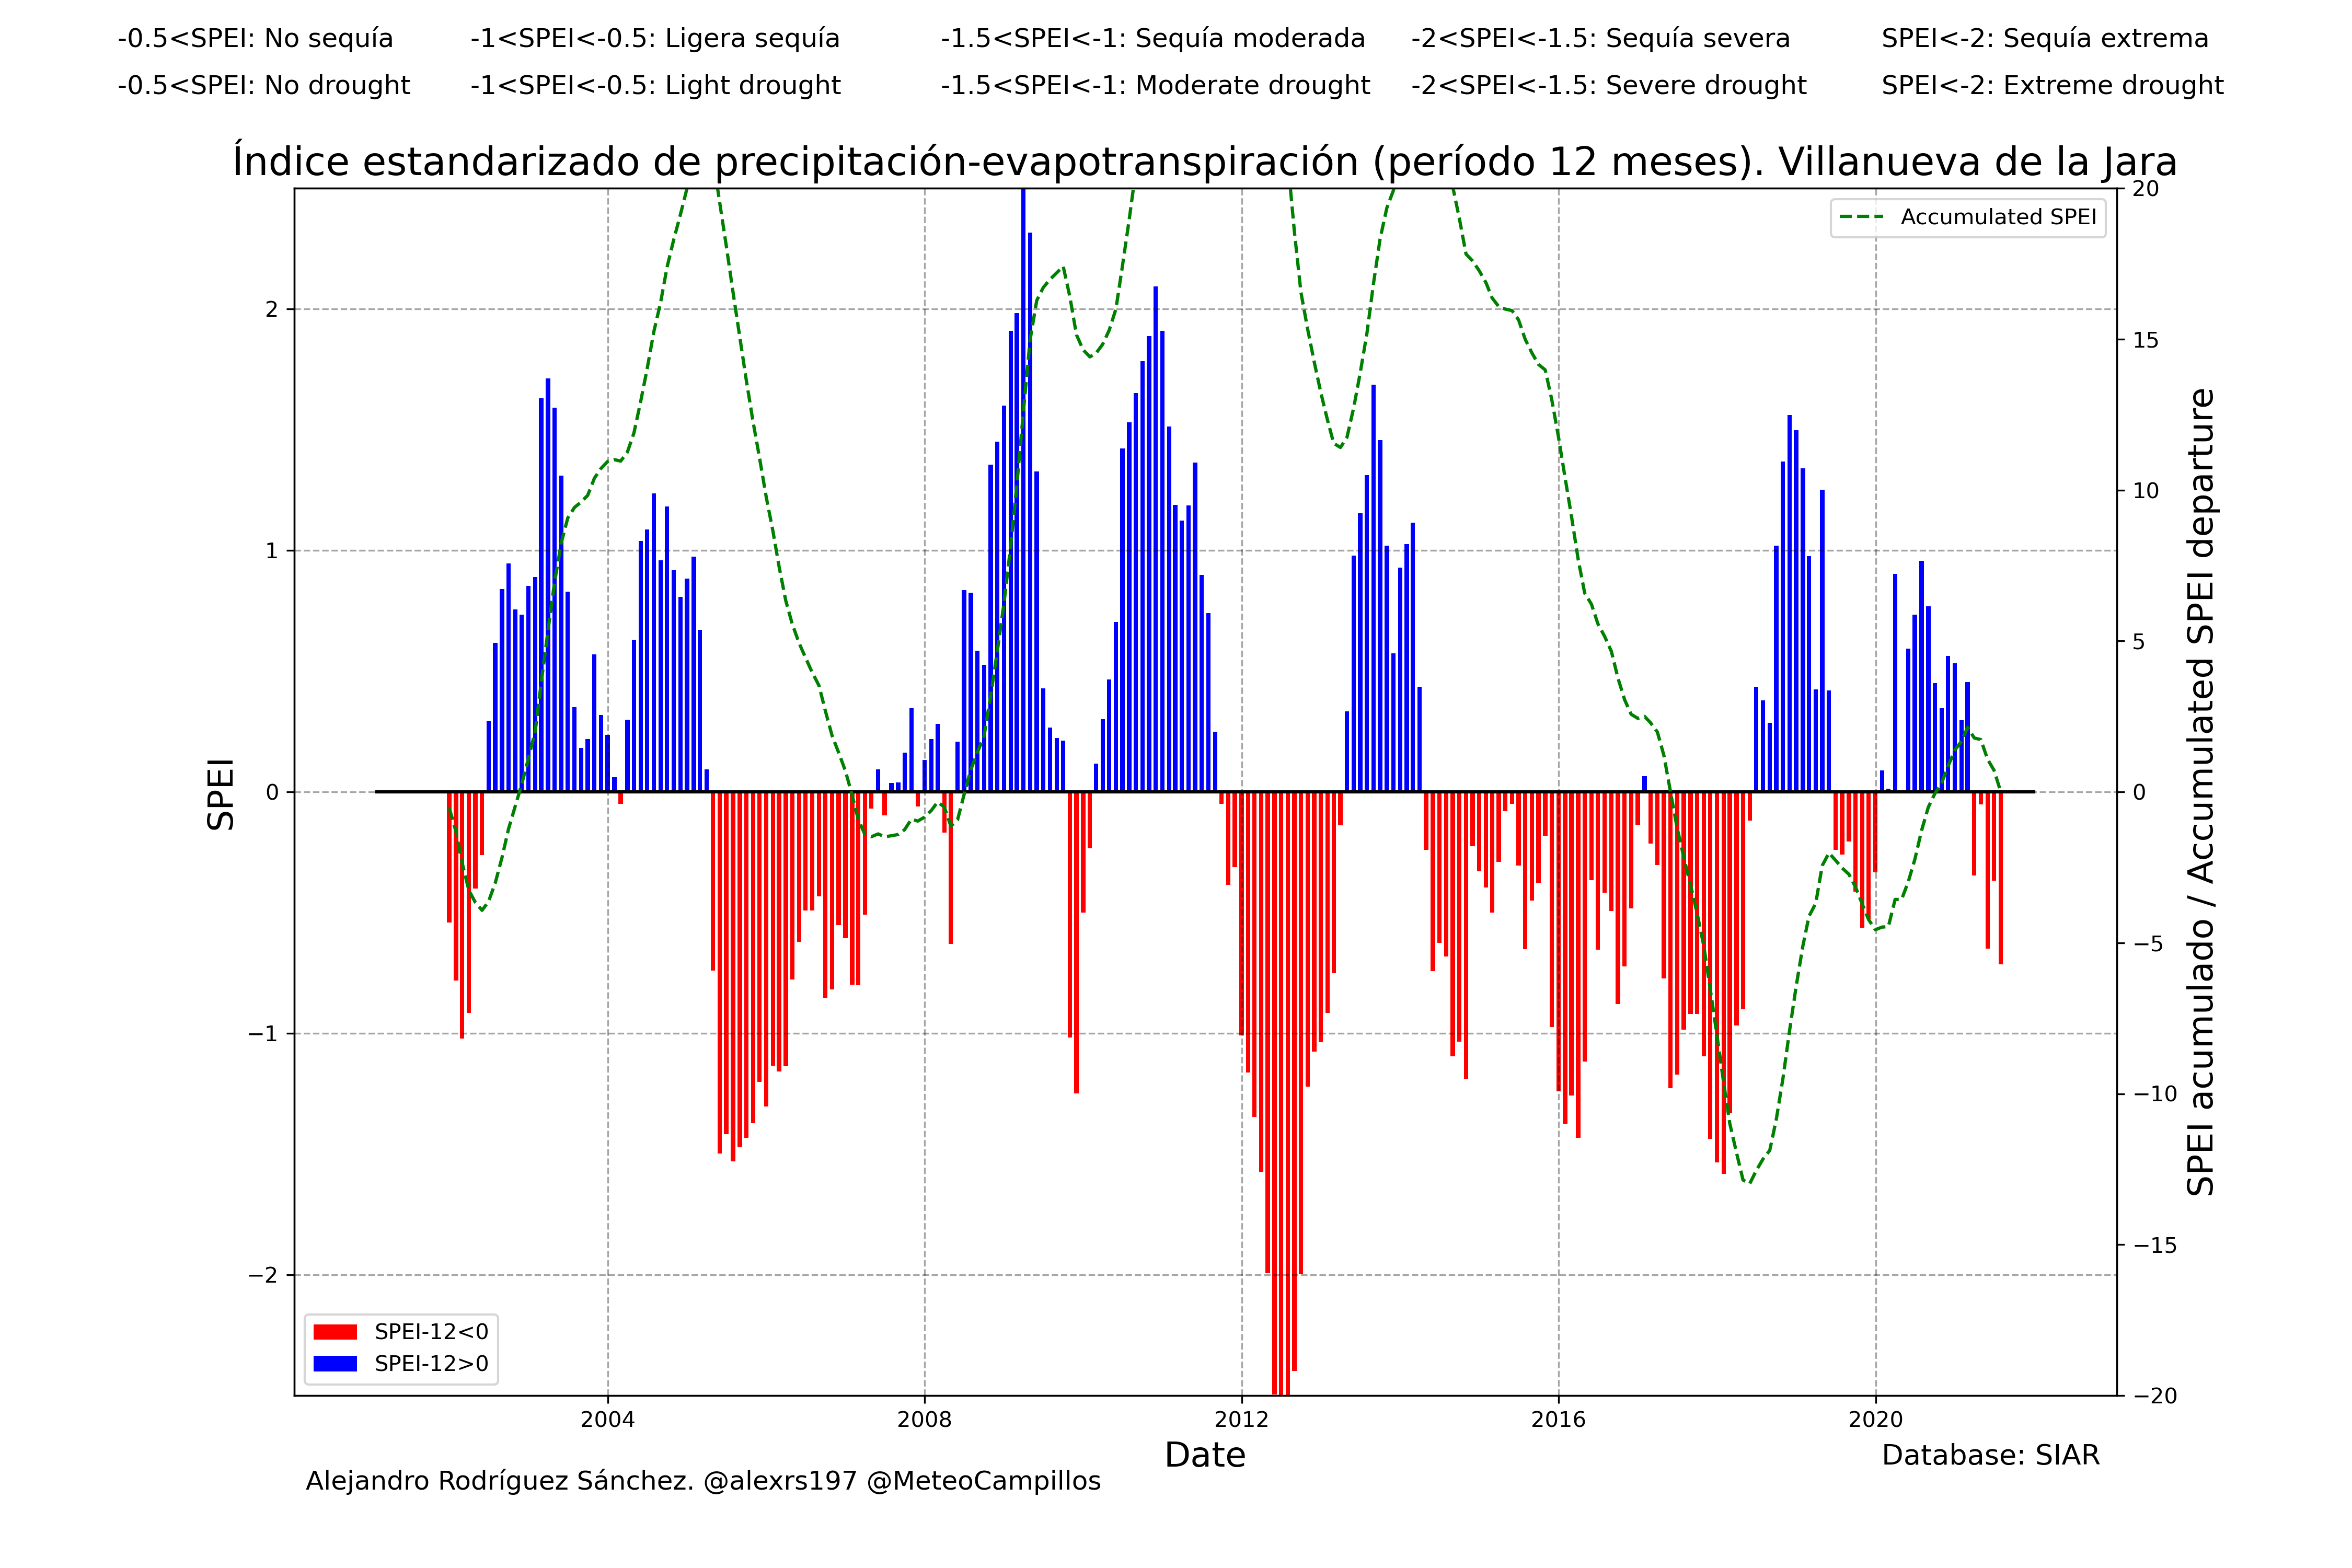 -0.5<SPEI: No sequía -1<SPEI<-0.5: Ligera sequía -1.5<SPEI<-1: Sequía moderada -2<SPEI<-1.5: Sequía severa SPEI<-2: Sequía extrema
-0.5<SPEI: No drought -1<SPEI<-0.5: Light drought -1.5<SPEI<-1: Moderate drought -2<SPEI<-1.5: Severe drought SPEI<-2: Extreme drought
Índice estandarizado de precipitación-evapotranspiración (período 12 meses). Villanueva de la Jara
Accumulated SPEI
SPEI
2
1
0
−1
−2
20
15
10
5
0
−5
−10
−15
−20
SPEI acumulado / Accumulated SPEI departure
SPEI-12<0
SPEI-12>0
2004 2008 2012 2016 2020
Date
Database: SIAR
Alejandro Rodríguez Sánchez. @alexrs197 @MeteoCampillos